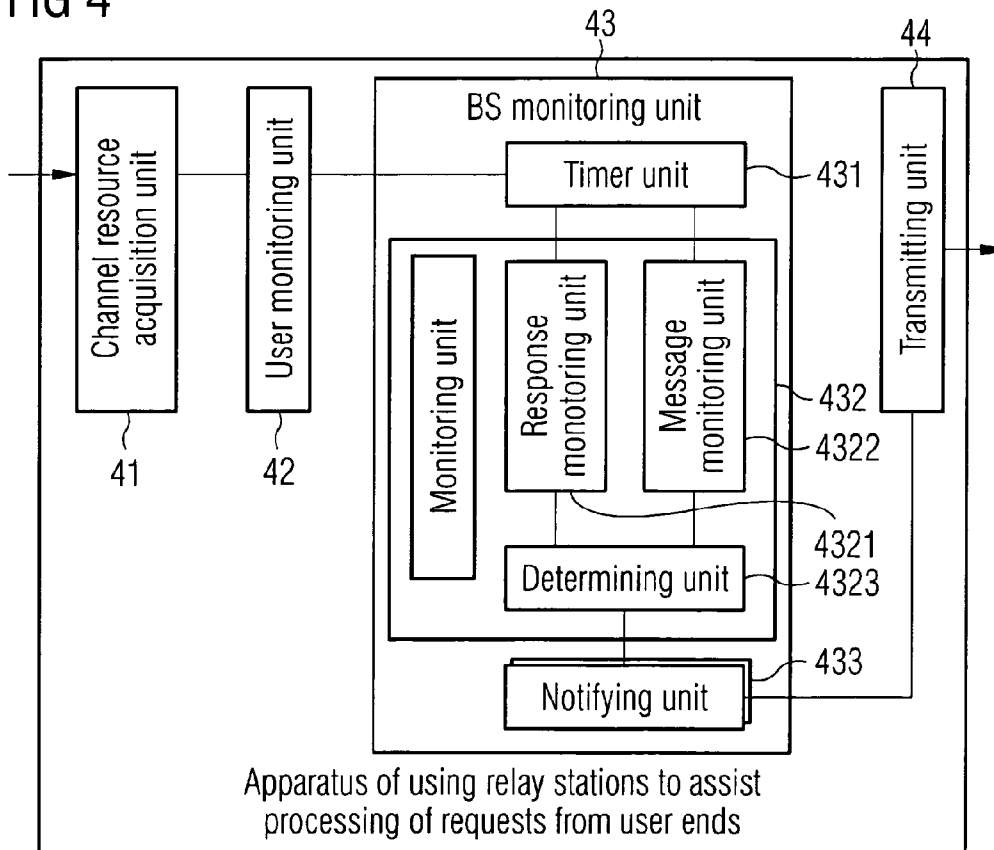 FIG 4
43
44
BS monitoring unit
Channel resource
acquisition unit
User monitoring unit
Timer unit
431
Transmitting unit
Monitoring unit
Response
monotoring unit
Message
monitoring unit
432
4322
41
42
4321
Determining unit
4323
433
Notifying unit
Apparatus of using relay stations to assist
processing of requests from user ends